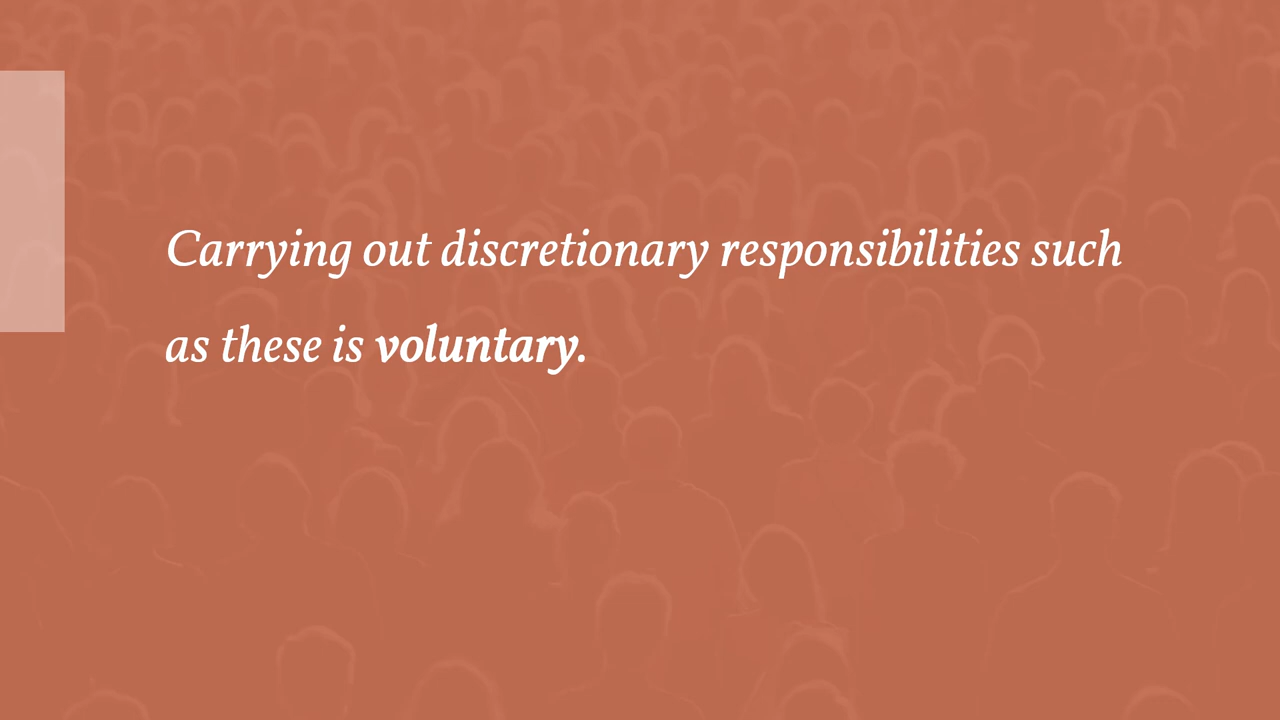 Carrying out discretionary responsibilities such
as these is voluntary.